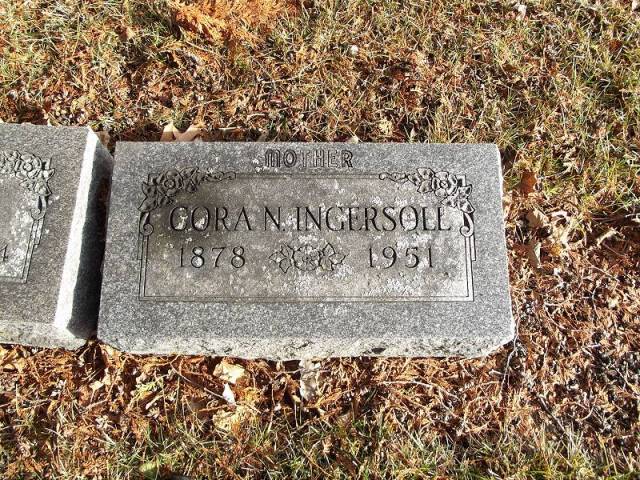 MOTHER
CORA N. INGERSOLL
1878 1951